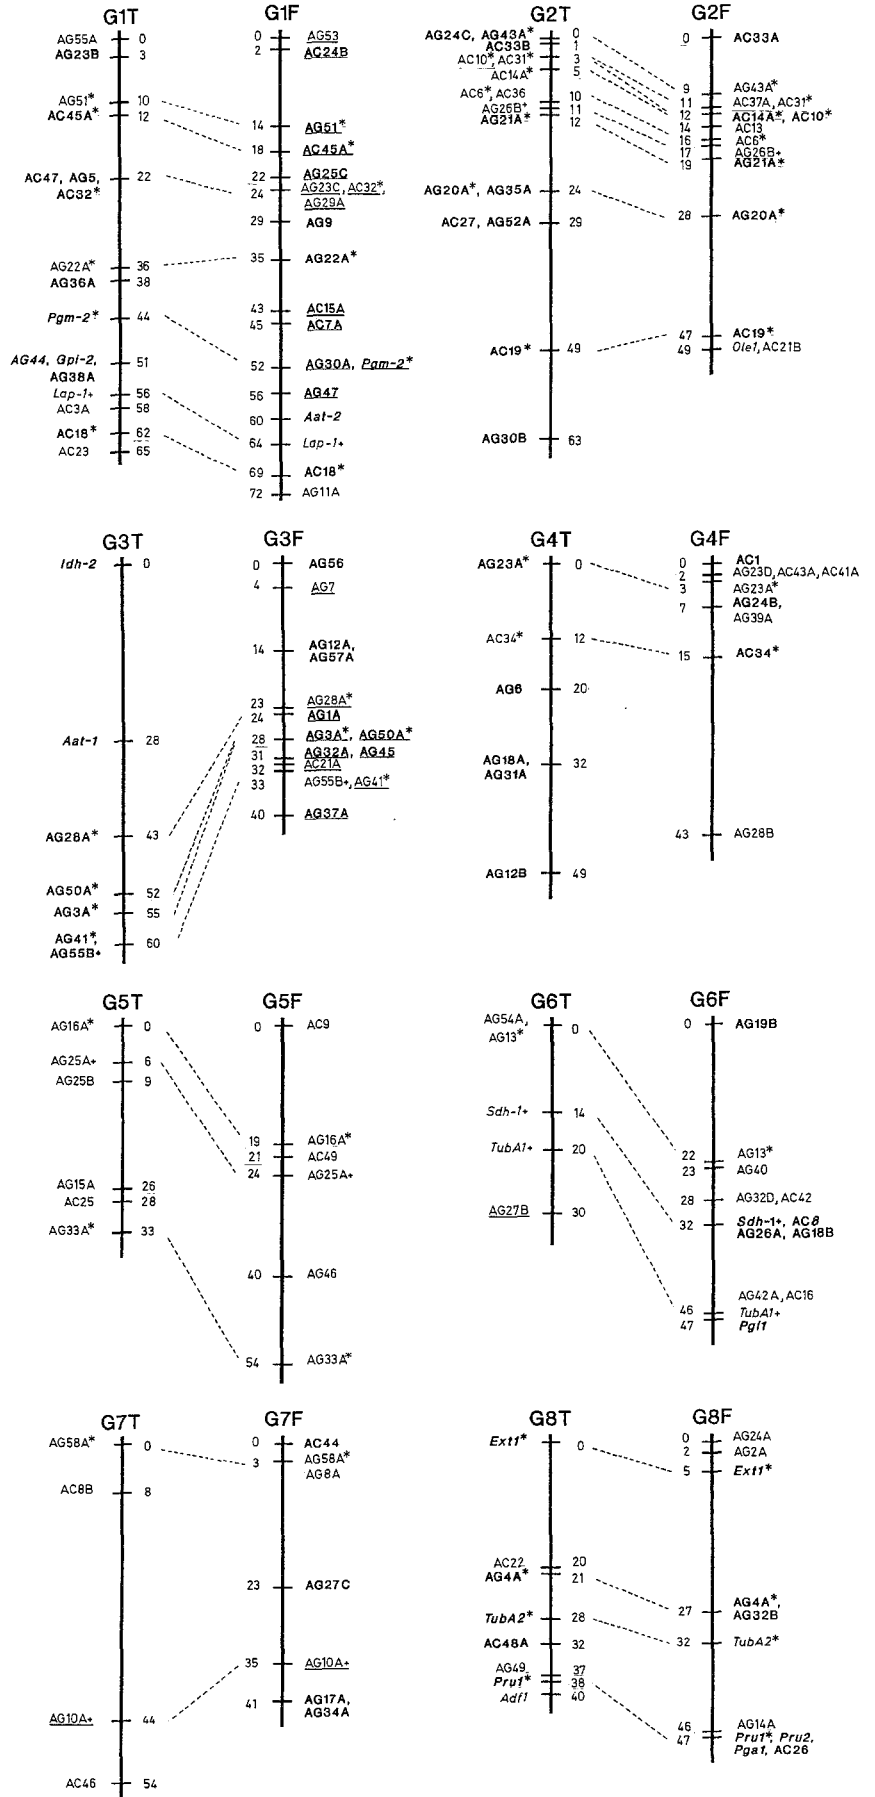 G1T
AG55A 0
AG23B 3
AG51* 10
AC45A* 12
AC47, AG5, 22
AC32*
AG22A* 36
AG36A 38
Pgm-2* 44
AG44, Gpi-2, 51
AG38A
Lap-1+ 56
AC3A 58
AC18* 62
AC23 65
G1F
0 AG53
2 AC24B
14 AG51*
18 AC45A*
22 AG25C
24 AG23C, AC32*,
AG29A
29 AG9
35 AG22A*
43 AC15A
45 AC7A
52 AG30A, Pgm-2*
56 AG47
60 Aat-2
64 Lap-1+
69 AC18*
72 AG11A
G2T
AG24C, AG43A* 0
AC33B 1
AC10*, AC31* 3
AC14A* 5
AC6*, AC36 10
AG26B+ 11
AG21A* 12
AG20A*, AG35A 24
AC27, AG52A 29
AC19* 49
AG30B 63
G2F
0 AC33A
9 AG43A*
11 AC37A, AC31*
12 AC14A*, AC10*
14 AC13
16 AC6*
17 AG26B+
19 AG21A*
28 AG20A*
47 AC19*
49 Ole1, AC21B
G3T
Idh-2 0
Aat-1 28
AG28A* 43
AG50A* 52
AG3A* 55
AG41*, 60
AG55B+
G3F
0 AG56
4 AG7
14 AG12A,
AG57A
23 AG28A*
24 AG1A
28 AG3A*, AG50A*
31 AG32A, AG45
32 AC21A
33 AG55B+, AG41*
40 AG37A
G4T
AG23A* 0
AC34* 12
AG6 20
AG18A, 32
AG31A
AG12B 49
G4F
0 AC1
2 AG23D, AC43A, AC41A
3 AG23A*
7 AG24B,
AG39A
15 AC34*
43 AG28B
G5T
AG16A* 0
AG25A+ 6
AG25B 9
AG15A 26
AC25 28
AG33A* 33
G5F
0 AC9
19 AG16A*
21 AC49
24 AG25A+
40 AG46
54 AG33A*
G6T
AG54A, 0
AG13*
Sdh-1+ 14
TubA1+ 20
AG27B 30
G6F
0 AG19B
22 AG13*
23 AG40
28 AG32D, AC42
32 Sdh-1+, AC8
AG26A, AG18B
AG42A, AC16
46 TubA1+
47 Pgi1
G7T
AG58A* 0
AC8B 8
AG10A+ 44
AC46 54
G7F
0 AC44
3 AG58A*
AG8A
23 AG27C
35 AG10A+
41 AG17A,
AG34A
G8T
Ext1* 0
AC22 20
AG4A* 21
TubA2* 28
AC48A 32
AG49 37
Pru1* 38
Adf1 40
G8F
0 AG24A
2 AG2A
5 Ext1*
27 AG4A*,
AG32B
32 TubA2*
46 AG14A
47 Pru1*, Pru2,
Pga1, AC26